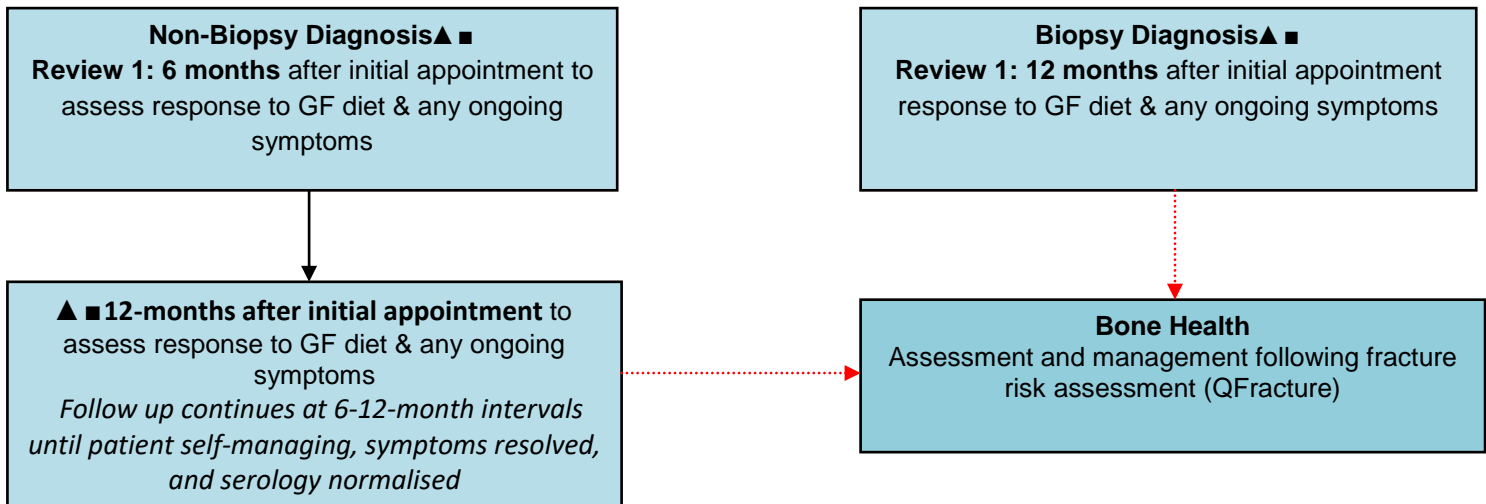 Non-Biopsy Diagnosis▲ ■
Review 1: 6 months after initial appointment to
assess response to GF diet & any ongoing
symptoms
Biopsy Diagnosis▲ ■
Review 1: 12 months after initial appointment
response to GF diet & any ongoing symptoms
▲ ■ 12-months after initial appointment to
assess response to GF diet & any ongoing
symptoms
Follow up continues at 6-12-month intervals
until patient self-managing, symptoms resolved,
and serology normalised
Bone Health
Assessment and management following fracture
risk assessment (QFracture)